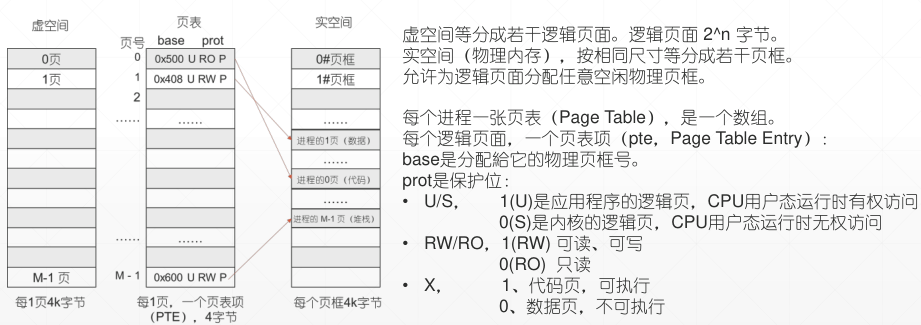 虚空间
页表
实空间
页号
base prot
0页
0
0x500 U RO P
0#页框
1页
1
0x408 U RW P
1#页框
2
……
……
……
进程的1页（数据）
……
进程的0页（代码）
……
进程的 M-1 页（堆栈）
……
……
M-1 页
M - 1
0x600 U RW P
每1页4k字节
每1页，一个页表项
（PTE），4字节
每个页框4k字节
虚空间等分成若干逻辑页面。逻辑页面 2^n 字节。
实空间（物理内存），按相同尺寸等分成若干页框。
允许为逻辑页面分配任意空闲物理页框。
每个进程一张页表（Page Table），是一个数组。
每个逻辑页面，一个页表项（pte，Page Table Entry）：
base是分配給它的物理页框号。
prot是保护位：
• U/S， 1(U)是应用程序的逻辑页，CPU用户态运行时有权访问
0(S)是内核的逻辑页，CPU用户态运行时无权访问
• RW/RO，1(RW) 可读、可写
0(RO) 只读
• X， 1、代码页，可执行
0、数据页，不可执行